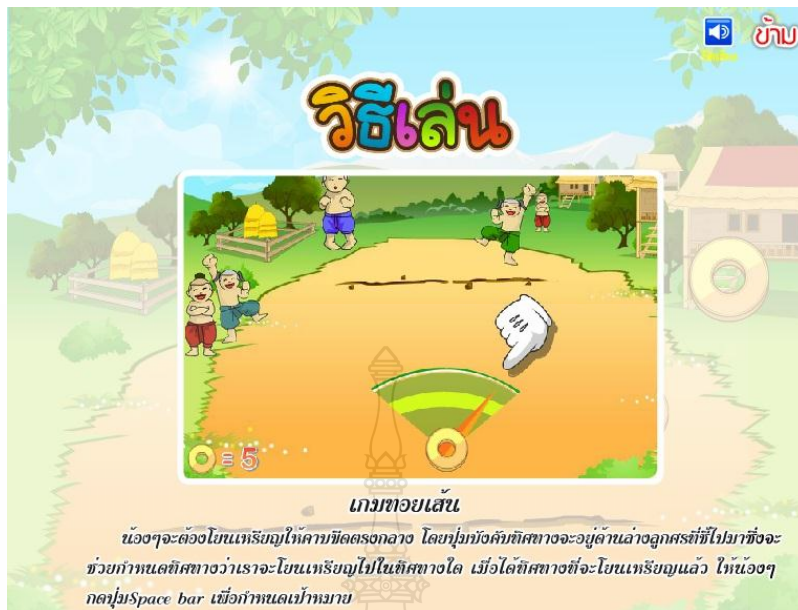 ข้าม
วิธีเล่น
= 5
เกมทอยเส้น
น้องๆจะต้องโยนเหรียญให้คาบขีดตรงกลาง โดยปุ่มบังคับทิศทางจะอยู่ด้านล่างลูกศรที่ชี้ไปมาซึ่งจะ
ช่วยกำหนดทิศทางว่าเราจะโยนเหรียญไปในทิศทางใด เมื่อได้ทิศทางที่จะโยนเหรียญแล้ว ให้น้องๆ
กดปุ่มSpace bar เพื่อกำหนดเป้าหมาย